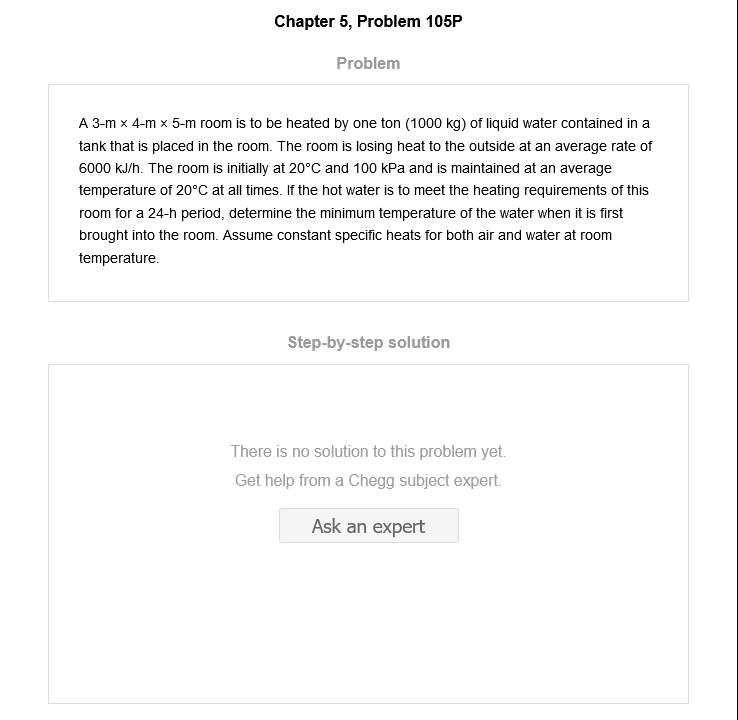 Chapter 5, Problem 105P
Problem
A 3-m × 4-m × 5-m room is to be heated by one ton (1000 kg) of liquid water contained in a
tank that is placed in the room. The room is losing heat to the outside at an average rate of
6000 kJ/h. The room is initially at 20°C and 100 kPa and is maintained at an average
temperature of 20°C at all times. If the hot water is to meet the heating requirements of this
room for a 24-h period, determine the minimum temperature of the water when it is first
brought into the room. Assume constant specific heats for both air and water at room
temperature.
Step-by-step solution
There is no solution to this problem yet.
Get help from a Chegg subject expert.
Ask an expert